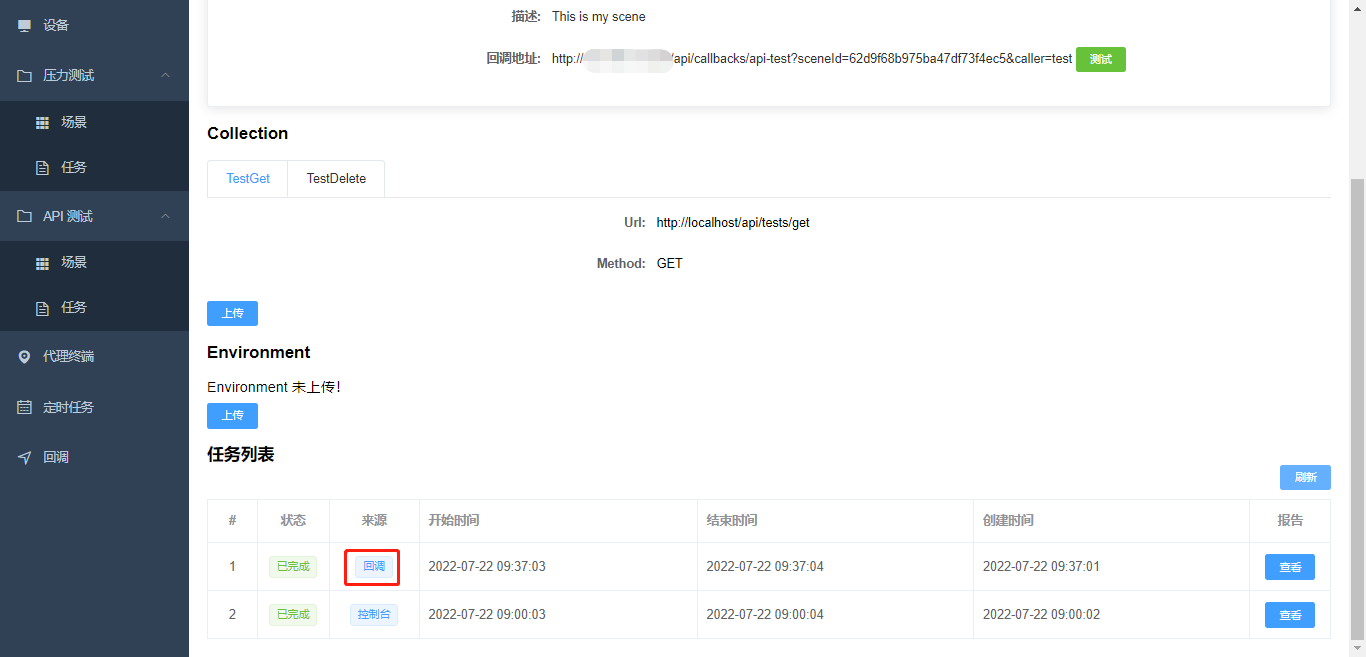 设备
压力测试
场景
任务
API 测试
场景
任务
代理终端
定时任务
回调
描述: This is my scene
回调地址: http:// /api/callbacks/api-test?sceneId=62d9f68b975ba47df73f4ec5&caller=test 测试
Collection
TestGet TestDelete
Url: http://localhost/api/tests/get
Method: GET
上传
Environment
Environment 未上传!
上传
任务列表
刷新
# 状态 来源 开始时间 结束时间 创建时间 报告
1 已完成 回调 2022-07-22 09:37:03 2022-07-22 09:37:04 2022-07-22 09:37:01 查看
2 已完成 控制台 2022-07-22 09:00:03 2022-07-22 09:00:04 2022-07-22 09:00:02 查看